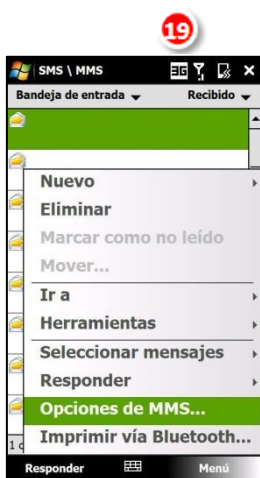 19
SMS \ MMS 3G
Bandeja de entrada Recibido
Nuevo
Eliminar
Marcar como no leído
Mover...
Ir a
Herramientas
Seleccionar mensajes
Responder
Opciones de MMS...
Imprimir vía Bluetooth...
Responder Menú